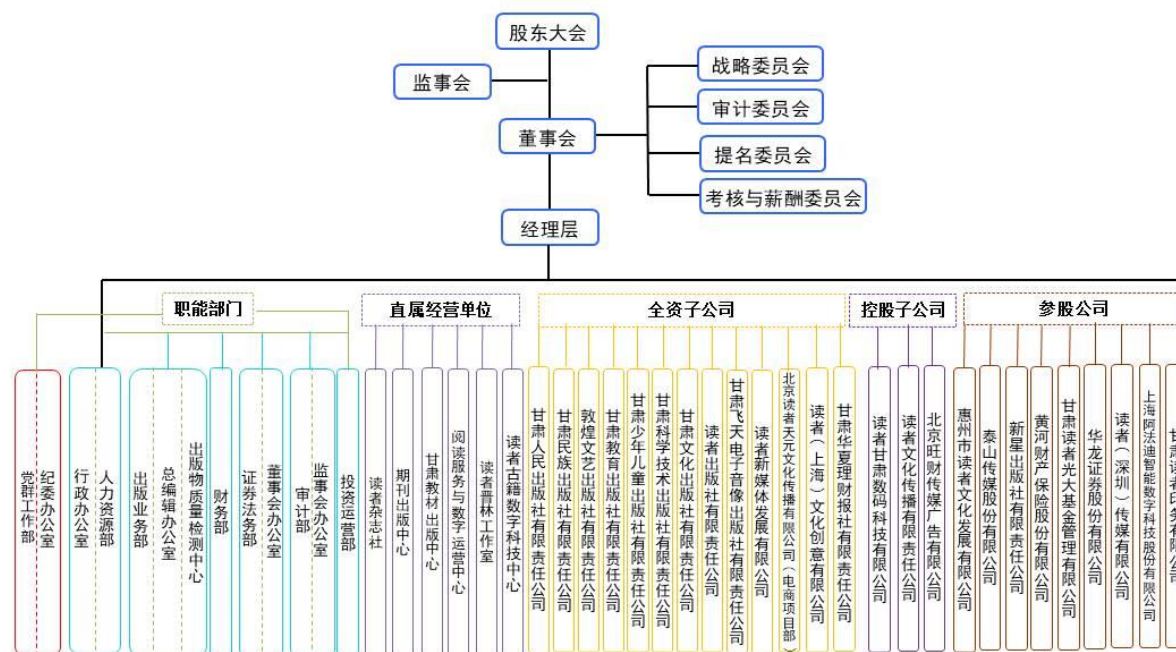 股东大会
监事会
董事会
战略委员会
审计委员会
提名委员会
考核与薪酬委员会
经理层
职能部门
直属经营单位
全资子公司
控股子公司
参股公司
党群工作部
纪委办公室
行政办公室
人力资源部
出版业务部
总编辑办公室
出版物质量检测中心
财务部
证券法务部
董事会办公室
审计部
监事会办公室
投资运营部
读者杂志社
期刊出版中心
甘肃教材出版中心
阅读服务与数字运营中心
读者晋林工作室
读者古籍数字科技中心
甘肃人民出版社有限责任公司
甘肃民族出版社有限责任公司
敦煌文艺出版社有限责任公司
甘肃教育出版社有限责任公司
甘肃少年儿童出版社有限责任公司
甘肃科学技术出版社有限责任公司
甘肃文化出版社有限责任公司
读者出版社有限责任公司
甘肃飞天电子音像出版社有限责任公司
读者新媒体发展有限公司
北京读者天元文化传播有限公司（电商项目部）
读者（上海）文化创意有限公司
甘肃华夏理财报社有限责任公司
读者甘肃数码科技有限公司
读者文化传播有限责任公司
北京旺财传媒广告有限公司
惠州市读者文化发展有限公司
泰山传媒股份有限公司
新星出版社有限责任公司
黄河财产保险股份有限公司
甘肃读者光大基金管理有限公司
华龙证券股份有限公司
读者（深圳）传媒有限公司
上海阿法迪智能数字科技股份有限公司